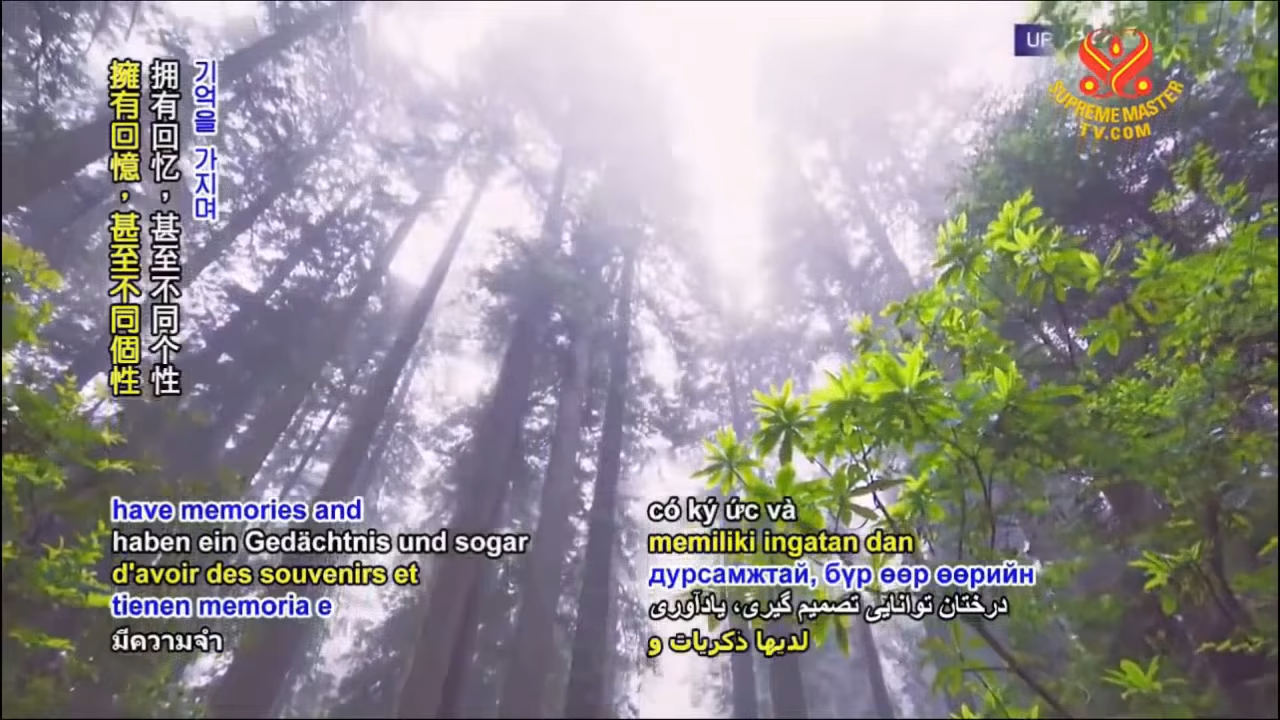 기억을 가지며
拥有回忆，甚至不同个性
擁有回憶，甚至不同個性
UP
SUPREME MASTER
TV.COM
have memories and
haben ein Gedächtnis und sogar
d'avoir des souvenirs et
tienen memoria e
มีความจำ
có ký ức và
memiliki ingatan dan
дурсамжтай, бүр өөр өөрийн
درختان توانایی تصمیم گیری، یادآوری
لديها ذكريات و